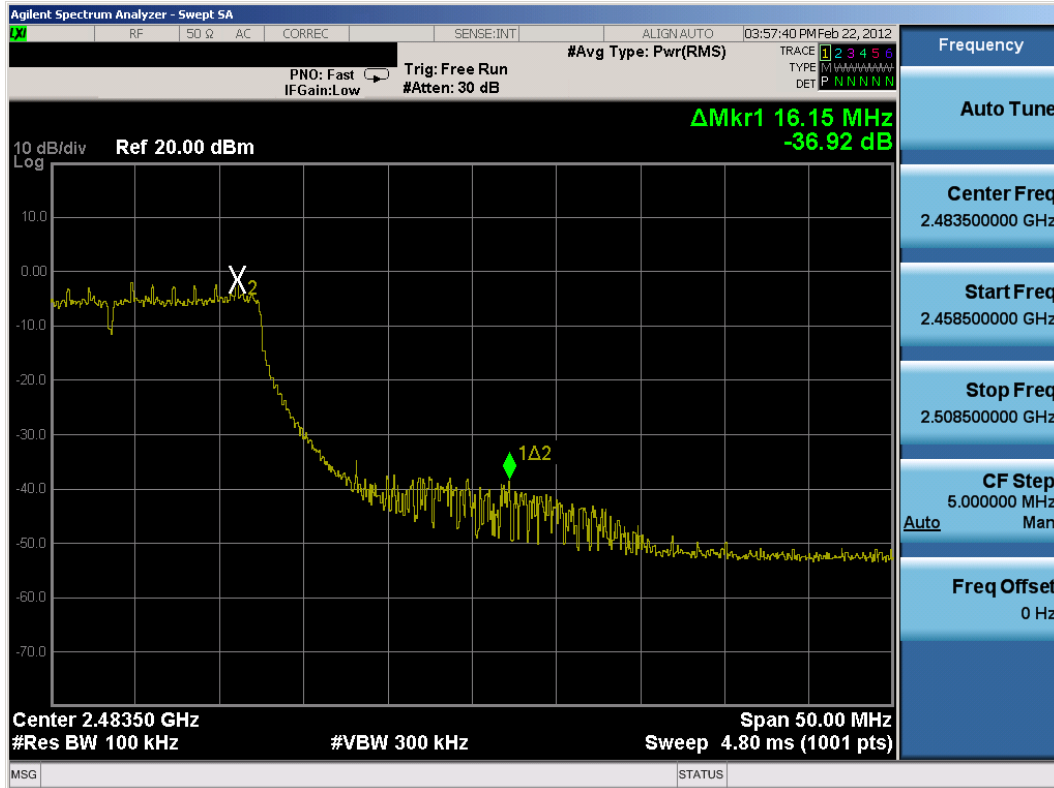 Agilent Spectrum Analyzer - Swept SA
LXI RF 50 Ω AC CORREC SENSE:INT ALIGN AUTO 03:57:40 PM Feb 22, 2012
#Avg Type: Pwr(RMS) TRACE 1 2 3 4 5 6
PNO: Fast Trig: Free Run TYPE M WWWWW
IFGain:Low #Atten: 30 dB DET P N N N N N
ΔMkr1 16.15 MHz
-36.92 dB
10 dB/div Ref 20.00 dBm
Log
10.0
0.00
-10.0
-20.0
-30.0
-40.0
-50.0
-60.0
-70.0
X2
1Δ2
Center 2.48350 GHz Span 50.00 MHz
#Res BW 100 kHz #VBW 300 kHz Sweep 4.80 ms (1001 pts)
MSG STATUS
Frequency
Auto Tune
Center Freq
2.483500000 GHz
Start Freq
2.458500000 GHz
Stop Freq
2.508500000 GHz
CF Step
5.000000 MHz
Auto Man
Freq Offset
0 Hz